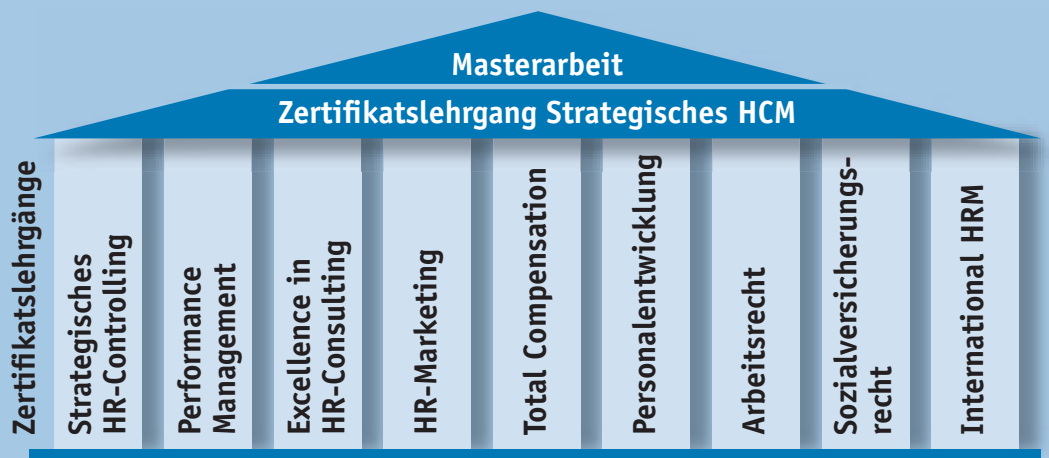 Masterarbeit
Zertifikatslehrgang Strategisches HCM
Zertifikatslehrgänge
Strategisches
HR-Controlling
Performance
Management
Excellence in
HR-Consulting
HR-Marketing
Total Compensation
Personalentwicklung
Arbeitsrecht
Sozialversicherungs-
recht
International HRM